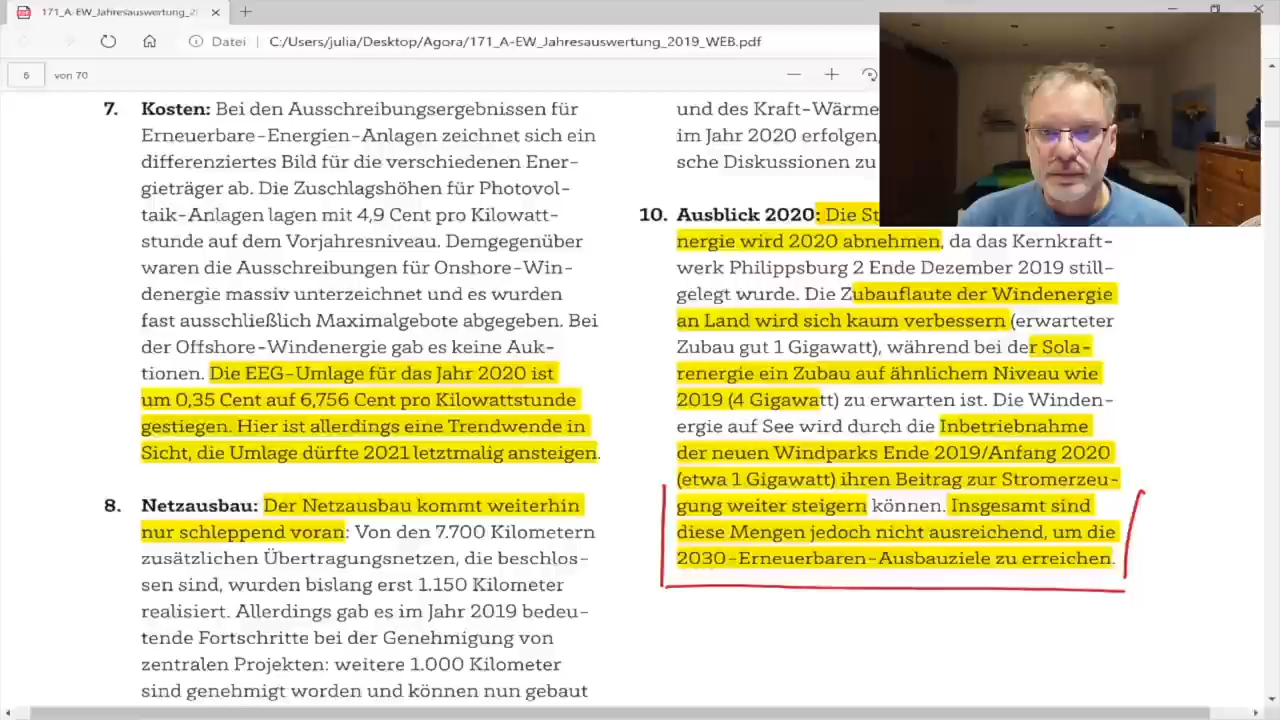 171_A-EW_Jahresauswertung_2
Datei
C:/Users/julia/Desktop/Agora/171_A-EW_Jahresauswertung_2019_WEB.pdf
6 von 70
7. Kosten: Bei den Ausschreibungsergebnissen für
Erneuerbare-Energien-Anlagen zeichnet sich ein
differenziertes Bild für die verschiedenen Ener-
gieträger ab. Die Zuschlagshöhen für Photovol-
taik-Anlagen lagen mit 4,9 Cent pro Kilowatt-
stunde auf dem Vorjahresniveau. Demgegenüber
waren die Ausschreibungen für Onshore-Win-
denergie massiv unterzeichnet und es wurden
fast ausschließlich Maximalgebote abgegeben. Bei
der Offshore-Windenergie gab es keine Auk-
tionen. Die EEG-Umlage für das Jahr 2020 ist
um 0,35 Cent auf 6,756 Cent pro Kilowattstunde
gestiegen. Hier ist allerdings eine Trendwende in
Sicht, die Umlage dürfte 2021 letztmalig ansteigen.
8. Netzausbau: Der Netzausbau kommt weiterhin
nur schleppend voran: Von den 7.700 Kilometern
zusätzlichen Übertragungsnetzen, die beschlos-
sen sind, wurden bislang erst 1.150 Kilometer
realisiert. Allerdings gab es im Jahr 2019 bedeu-
tende Fortschritte bei der Genehmigung von
zentralen Projekten: weitere 1.000 Kilometer
sind genehmigt worden und können nun gebaut
und des Kraft-Wärme
im Jahr 2020 erfolgen,
sche Diskussionen zu
10. Ausblick 2020: Die St
nergie wird 2020 abnehmen, da das Kernkraft-
werk Philippsburg 2 Ende Dezember 2019 still-
gelegt wurde. Die Zubauflaute der Windenergie
an Land wird sich kaum verbessern (erwarteter
Zubau gut 1 Gigawatt), während bei der Sola-
renergie ein Zubau auf ähnlichem Niveau wie
2019 (4 Gigawatt) zu erwarten ist. Die Winden-
ergie auf See wird durch die Inbetriebnahme
der neuen Windparks Ende 2019/Anfang 2020
(etwa 1 Gigawatt) ihren Beitrag zur Stromerzeu-
gung weiter steigern können. Insgesamt sind
diese Mengen jedoch nicht ausreichend, um die
2030-Erneuerbaren-Ausbauziele zu erreichen.